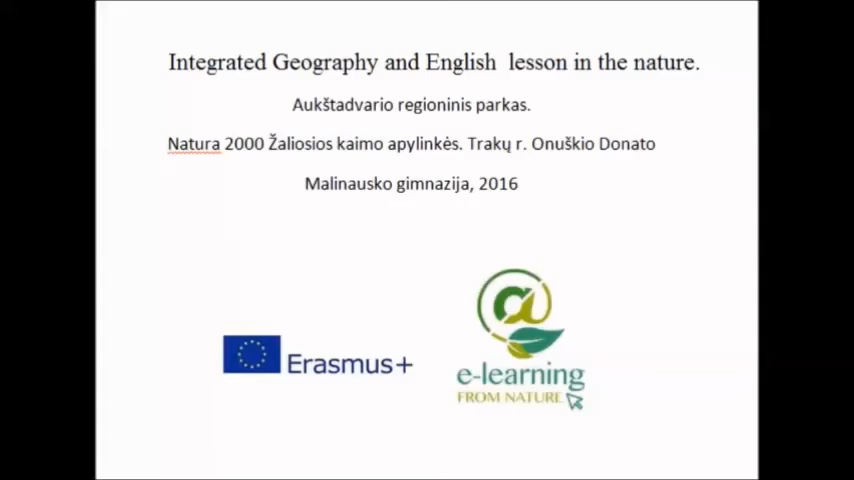 Integrated Geography and English lesson in the nature.
Aukštadvario regioninis parkas.
Natura 2000 Žaliosios kaimo apylinkės. Trakų r. Onuškio Donato
Malinausko gimnazija, 2016
Erasmus+
e-learning
FROM NATURE